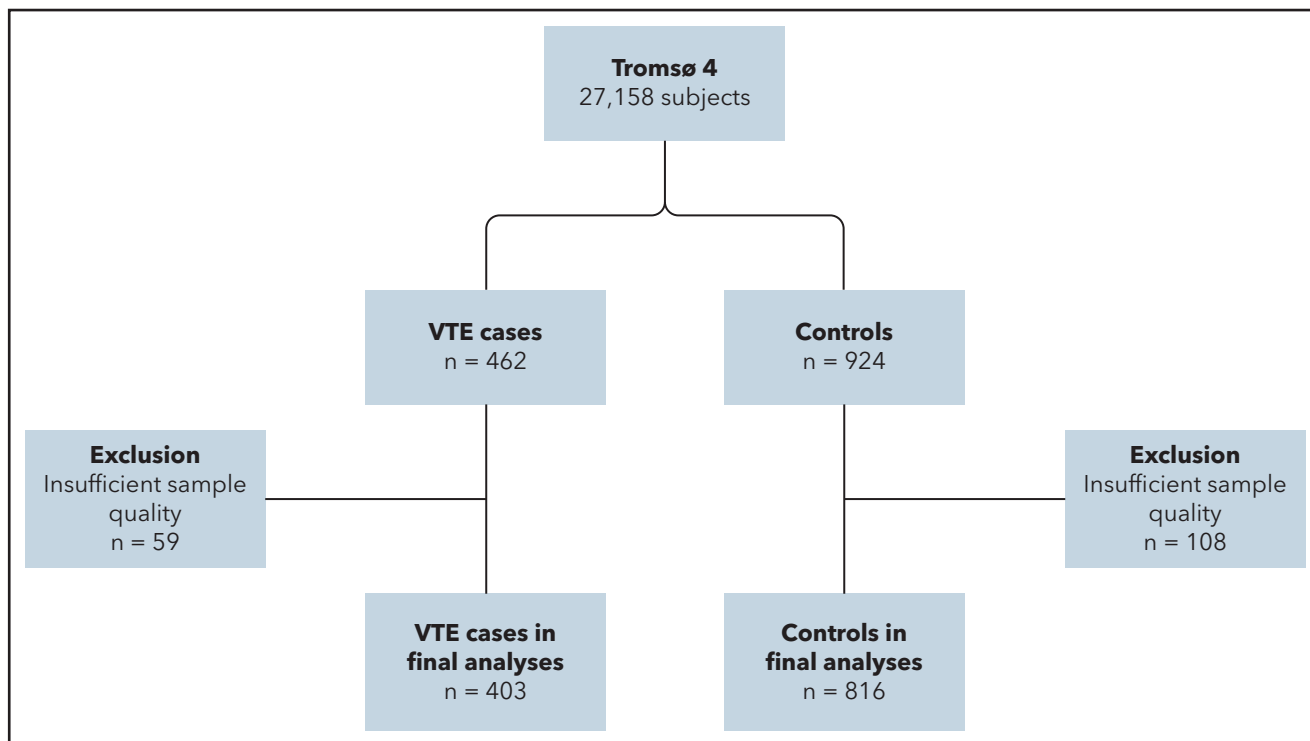 Tromsø 4
27,158 subjects
VTE cases
n = 462
Controls
n = 924
Exclusion
Insufficient sample
quality
n = 59
Exclusion
Insufficient sample
quality
n = 108
VTE cases in
final analyses
n = 403
Controls in
final analyses
n = 816